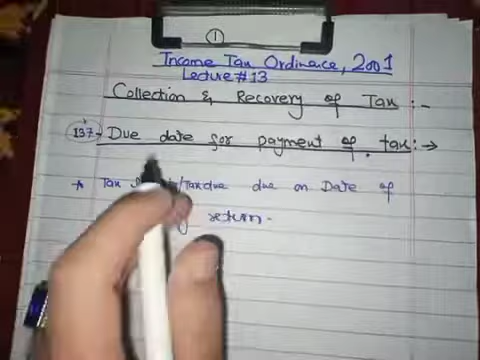 ①
Income Tax Ordinance, 2001
Lecture #13
Collection & Recovery of Tax :-
137- Due date for payment of tax :→
* Tax /Taxdue due on Date of
return.